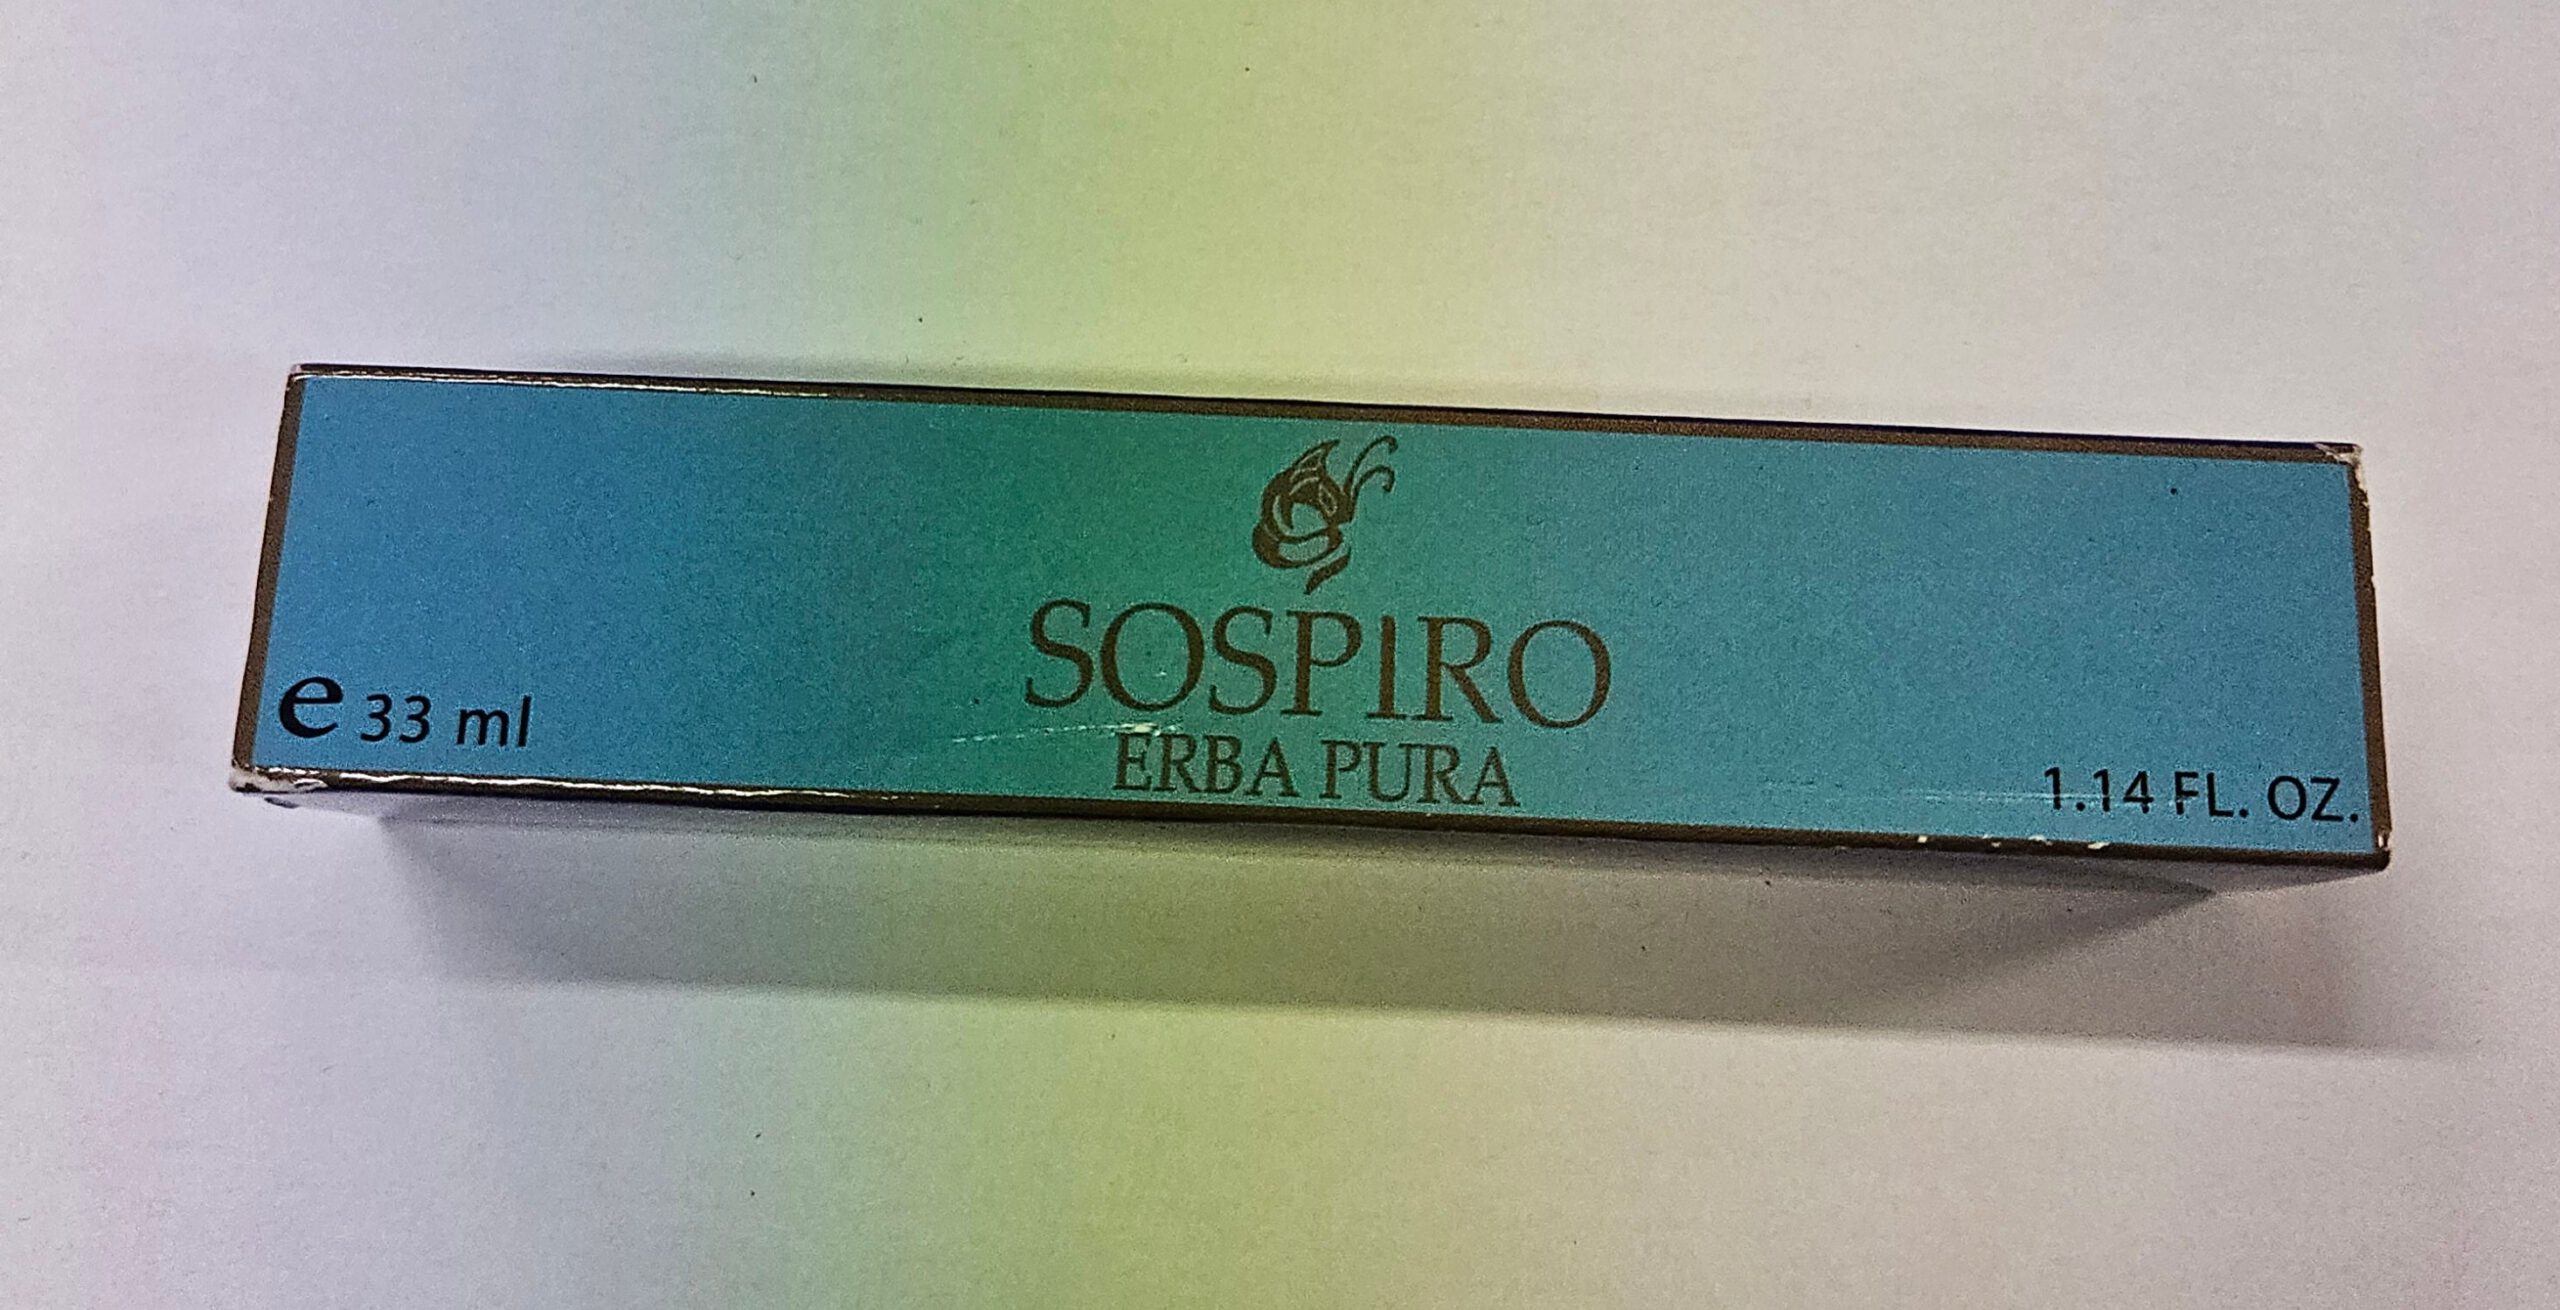 SOSPIRO
ERBA PURA
e 33 ml
1.14 FL. OZ.